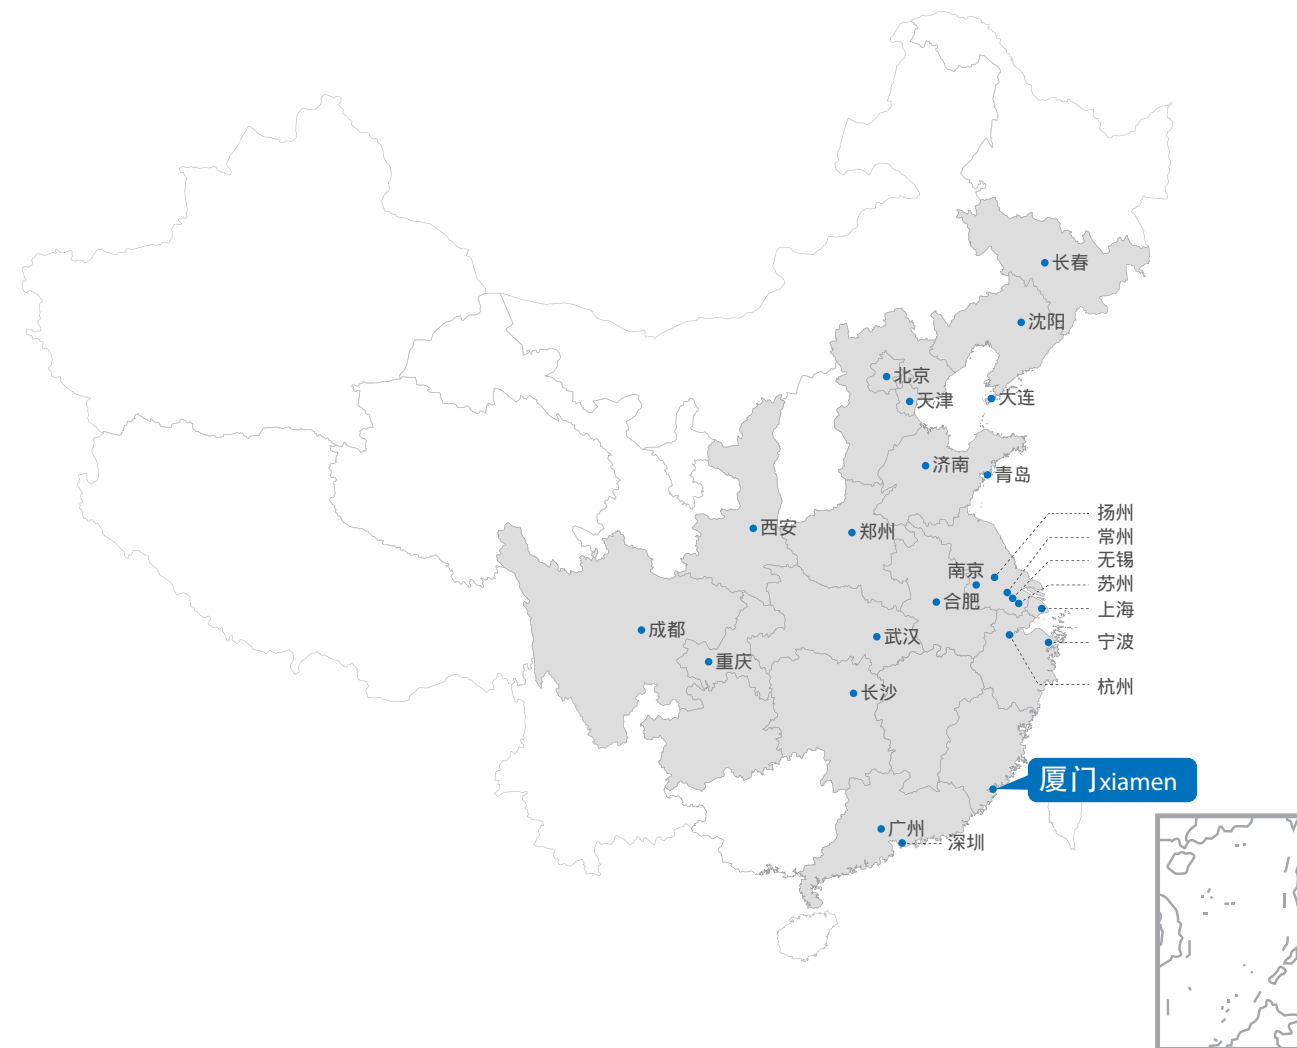 长春
沈阳
北京
天津
大连
济南
青岛
扬州
西安
郑州
常州
无锡
南京
苏州
合肥
上海
成都
武汉
宁波
重庆
杭州
长沙
厦门xiamen
广州
深圳